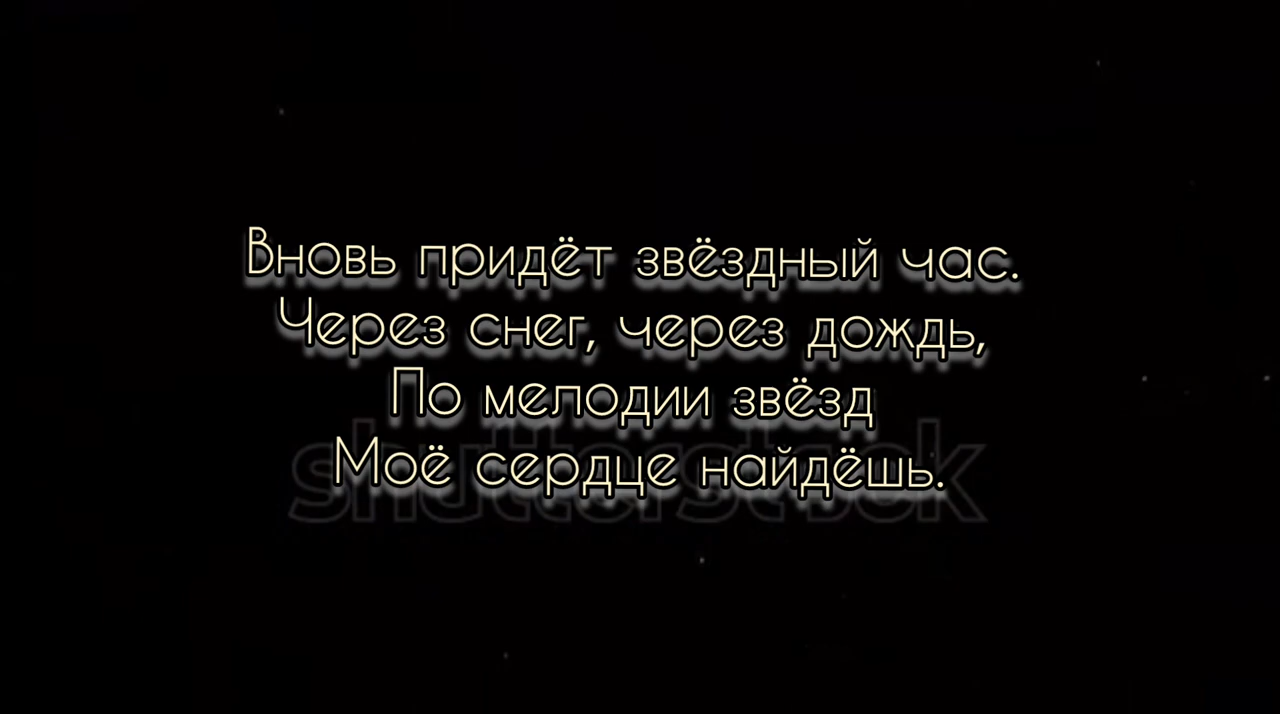 Вновь придёт звёздный час.
Через снег, через дождь,
По мелодии звёзд
Моё сердце найдёшь.
shutterstock